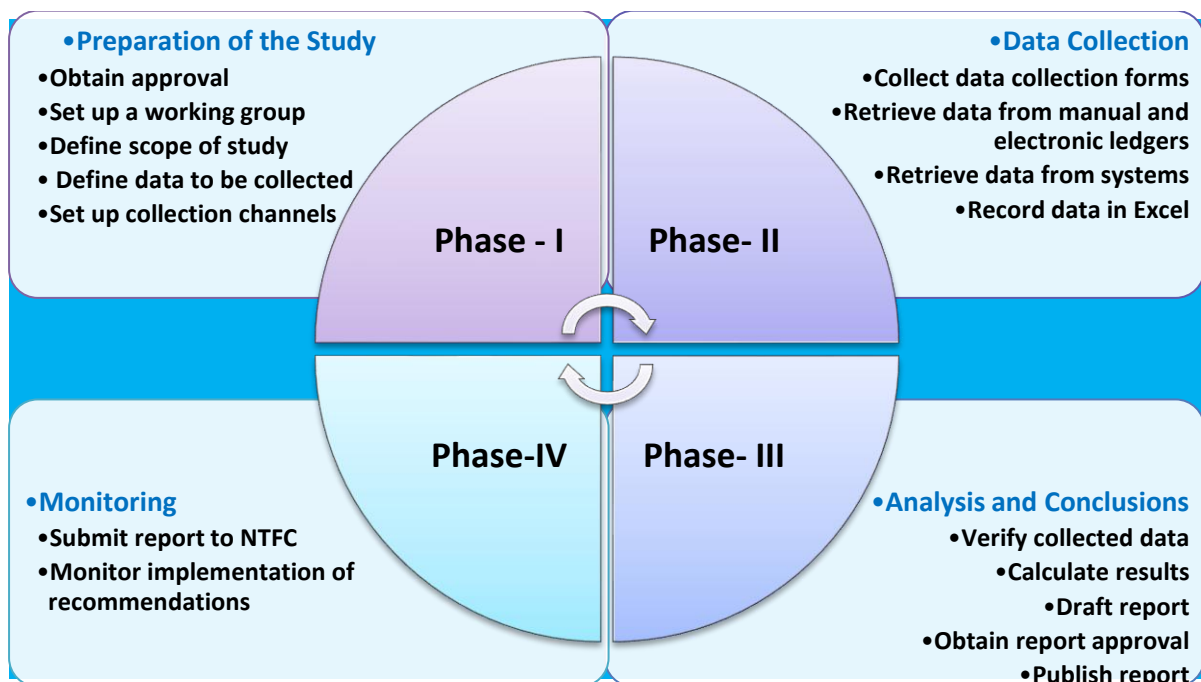 •Preparation of the Study
•Obtain approval
•Set up a working group
•Define scope of study
• Define data to be collected
•Set up collection channels
•Data Collection
•Collect data collection forms
•Retrieve data from manual and
electronic ledgers
•Retrieve data from systems
•Record data in Excel
Phase - I
Phase- II
Phase-IV
Phase- III
•Monitoring
•Submit report to NTFC
•Monitor implementation of
recommendations
•Analysis and Conclusions
•Verify collected data
•Calculate results
•Draft report
•Obtain report approval
•Publish report